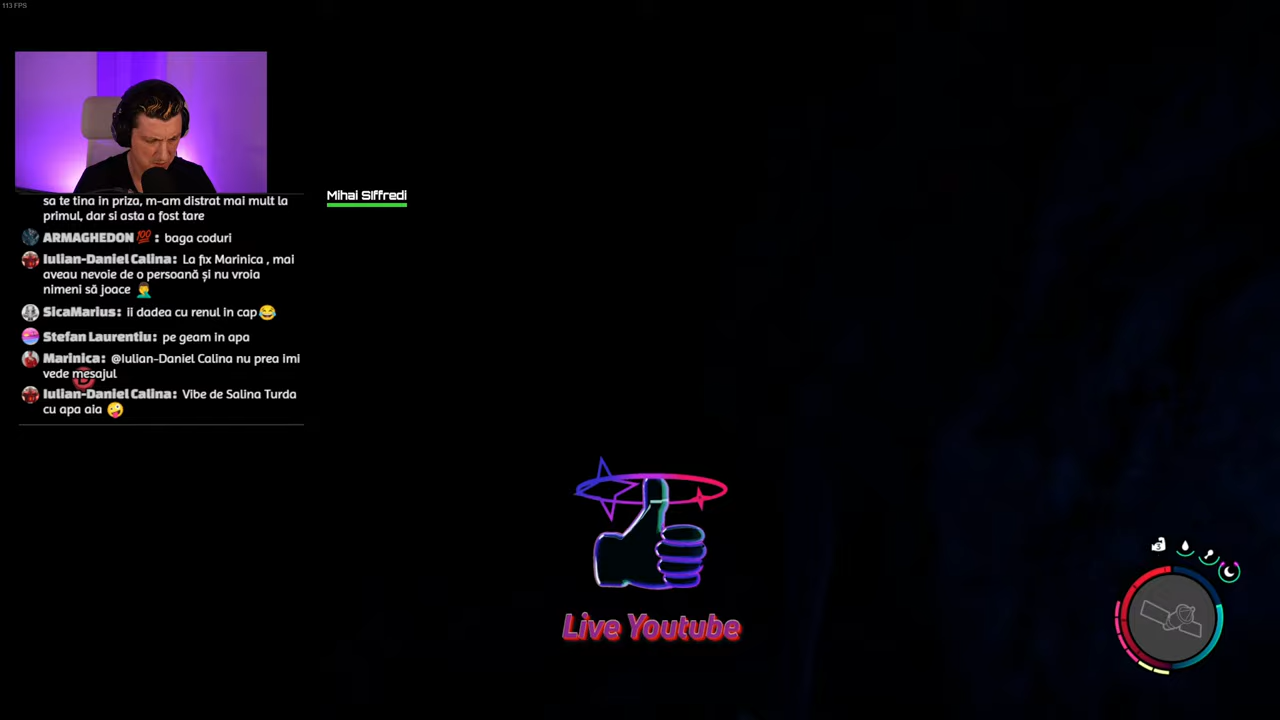 113 FPS
sa te tina in priza, m-am distrat mai mult la
primul, dar si asta a fost tare
Mihai SIffredi
ARMAGHEDON💯: baga coduri
Iulian-Daniel Calina: La fix Marinica , mai
aveau nevoie de o persoană și nu vroia
nimeni să joace 🤦‍♂️
SicaMarius: ii dadea cu renul in cap😂
Stefan Laurentiu: pe geam in apa
Marinica: @Iulian-Daniel Calina nu prea imi
vede mesajul
Iulian-Daniel Calina: Vibe de Salina Turda
cu apa aia 🤪
Live Youtube